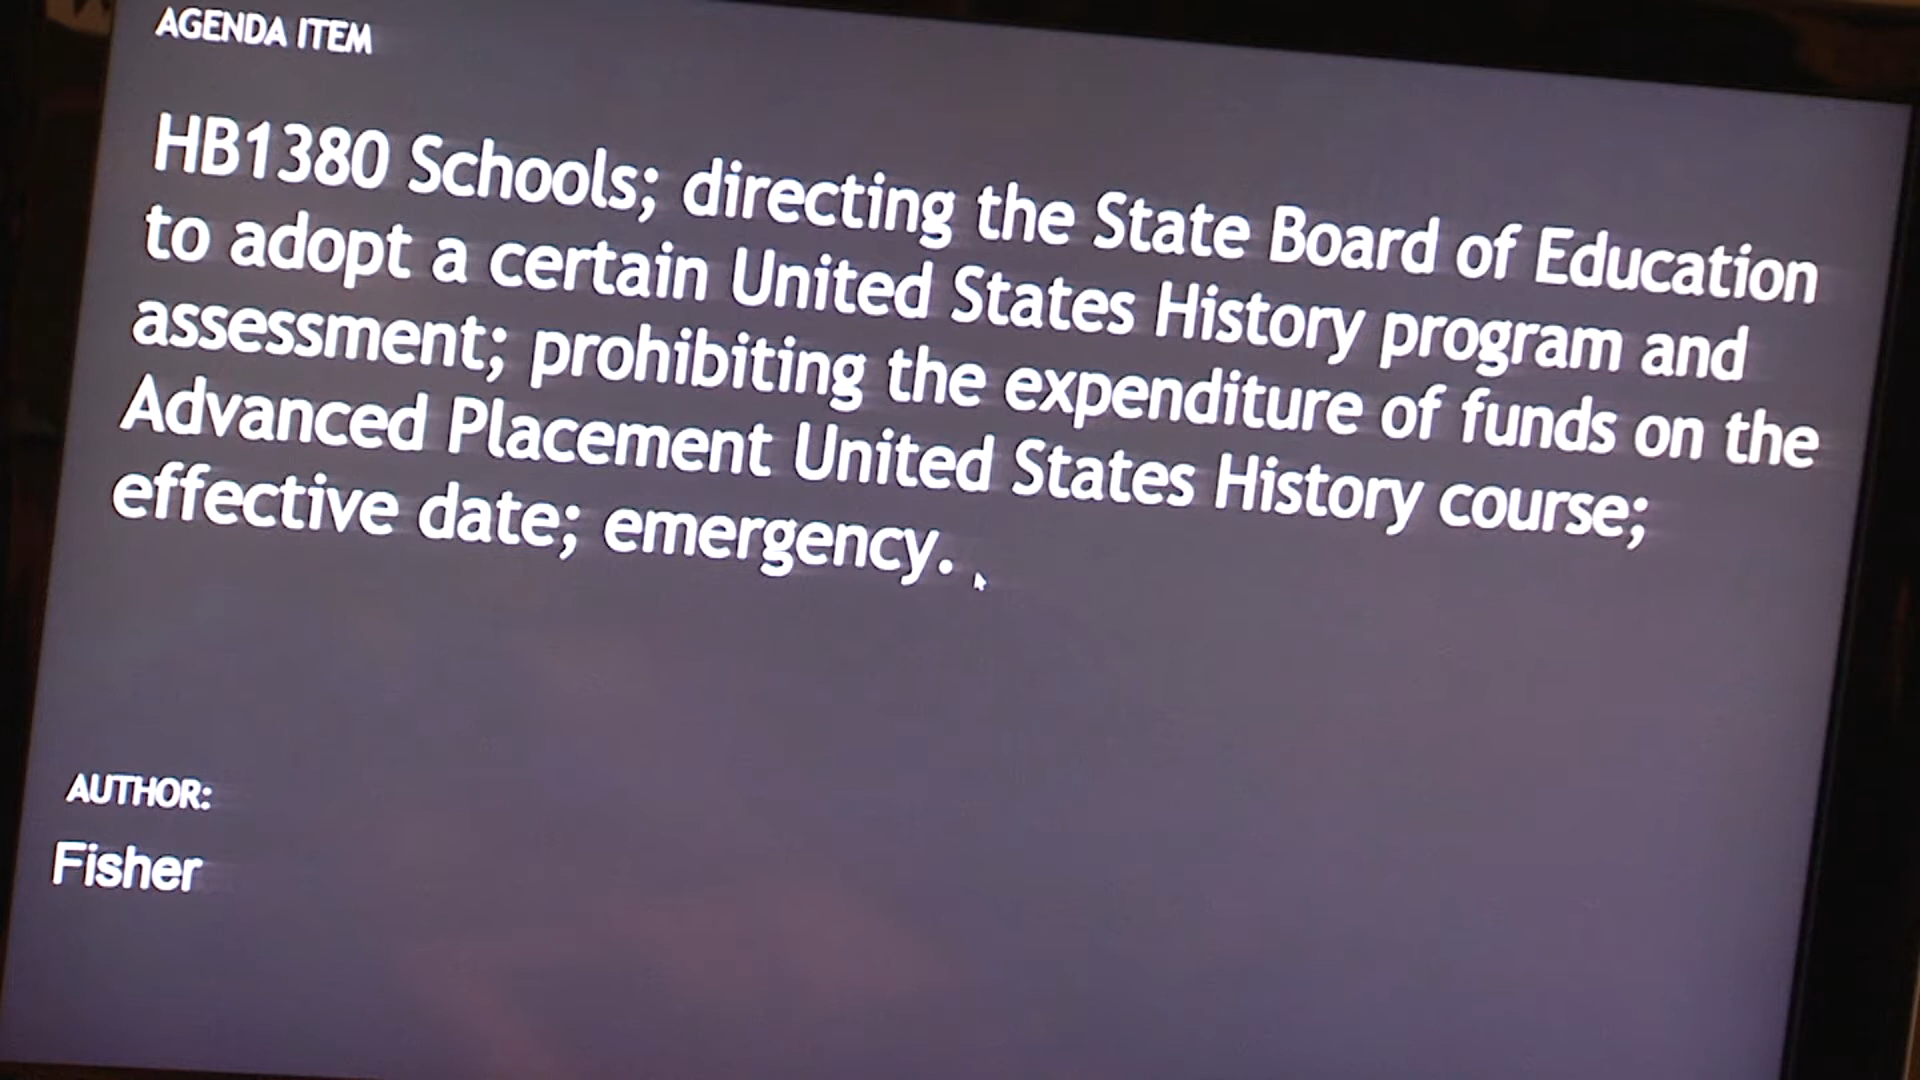 AGENDA ITEM
HB1380 Schools; directing the State Board of Education
to adopt a certain United States History program and
assessment; prohibiting the expenditure of funds on the
Advanced Placement United States History course;
effective date; emergency.
AUTHOR:
Fisher